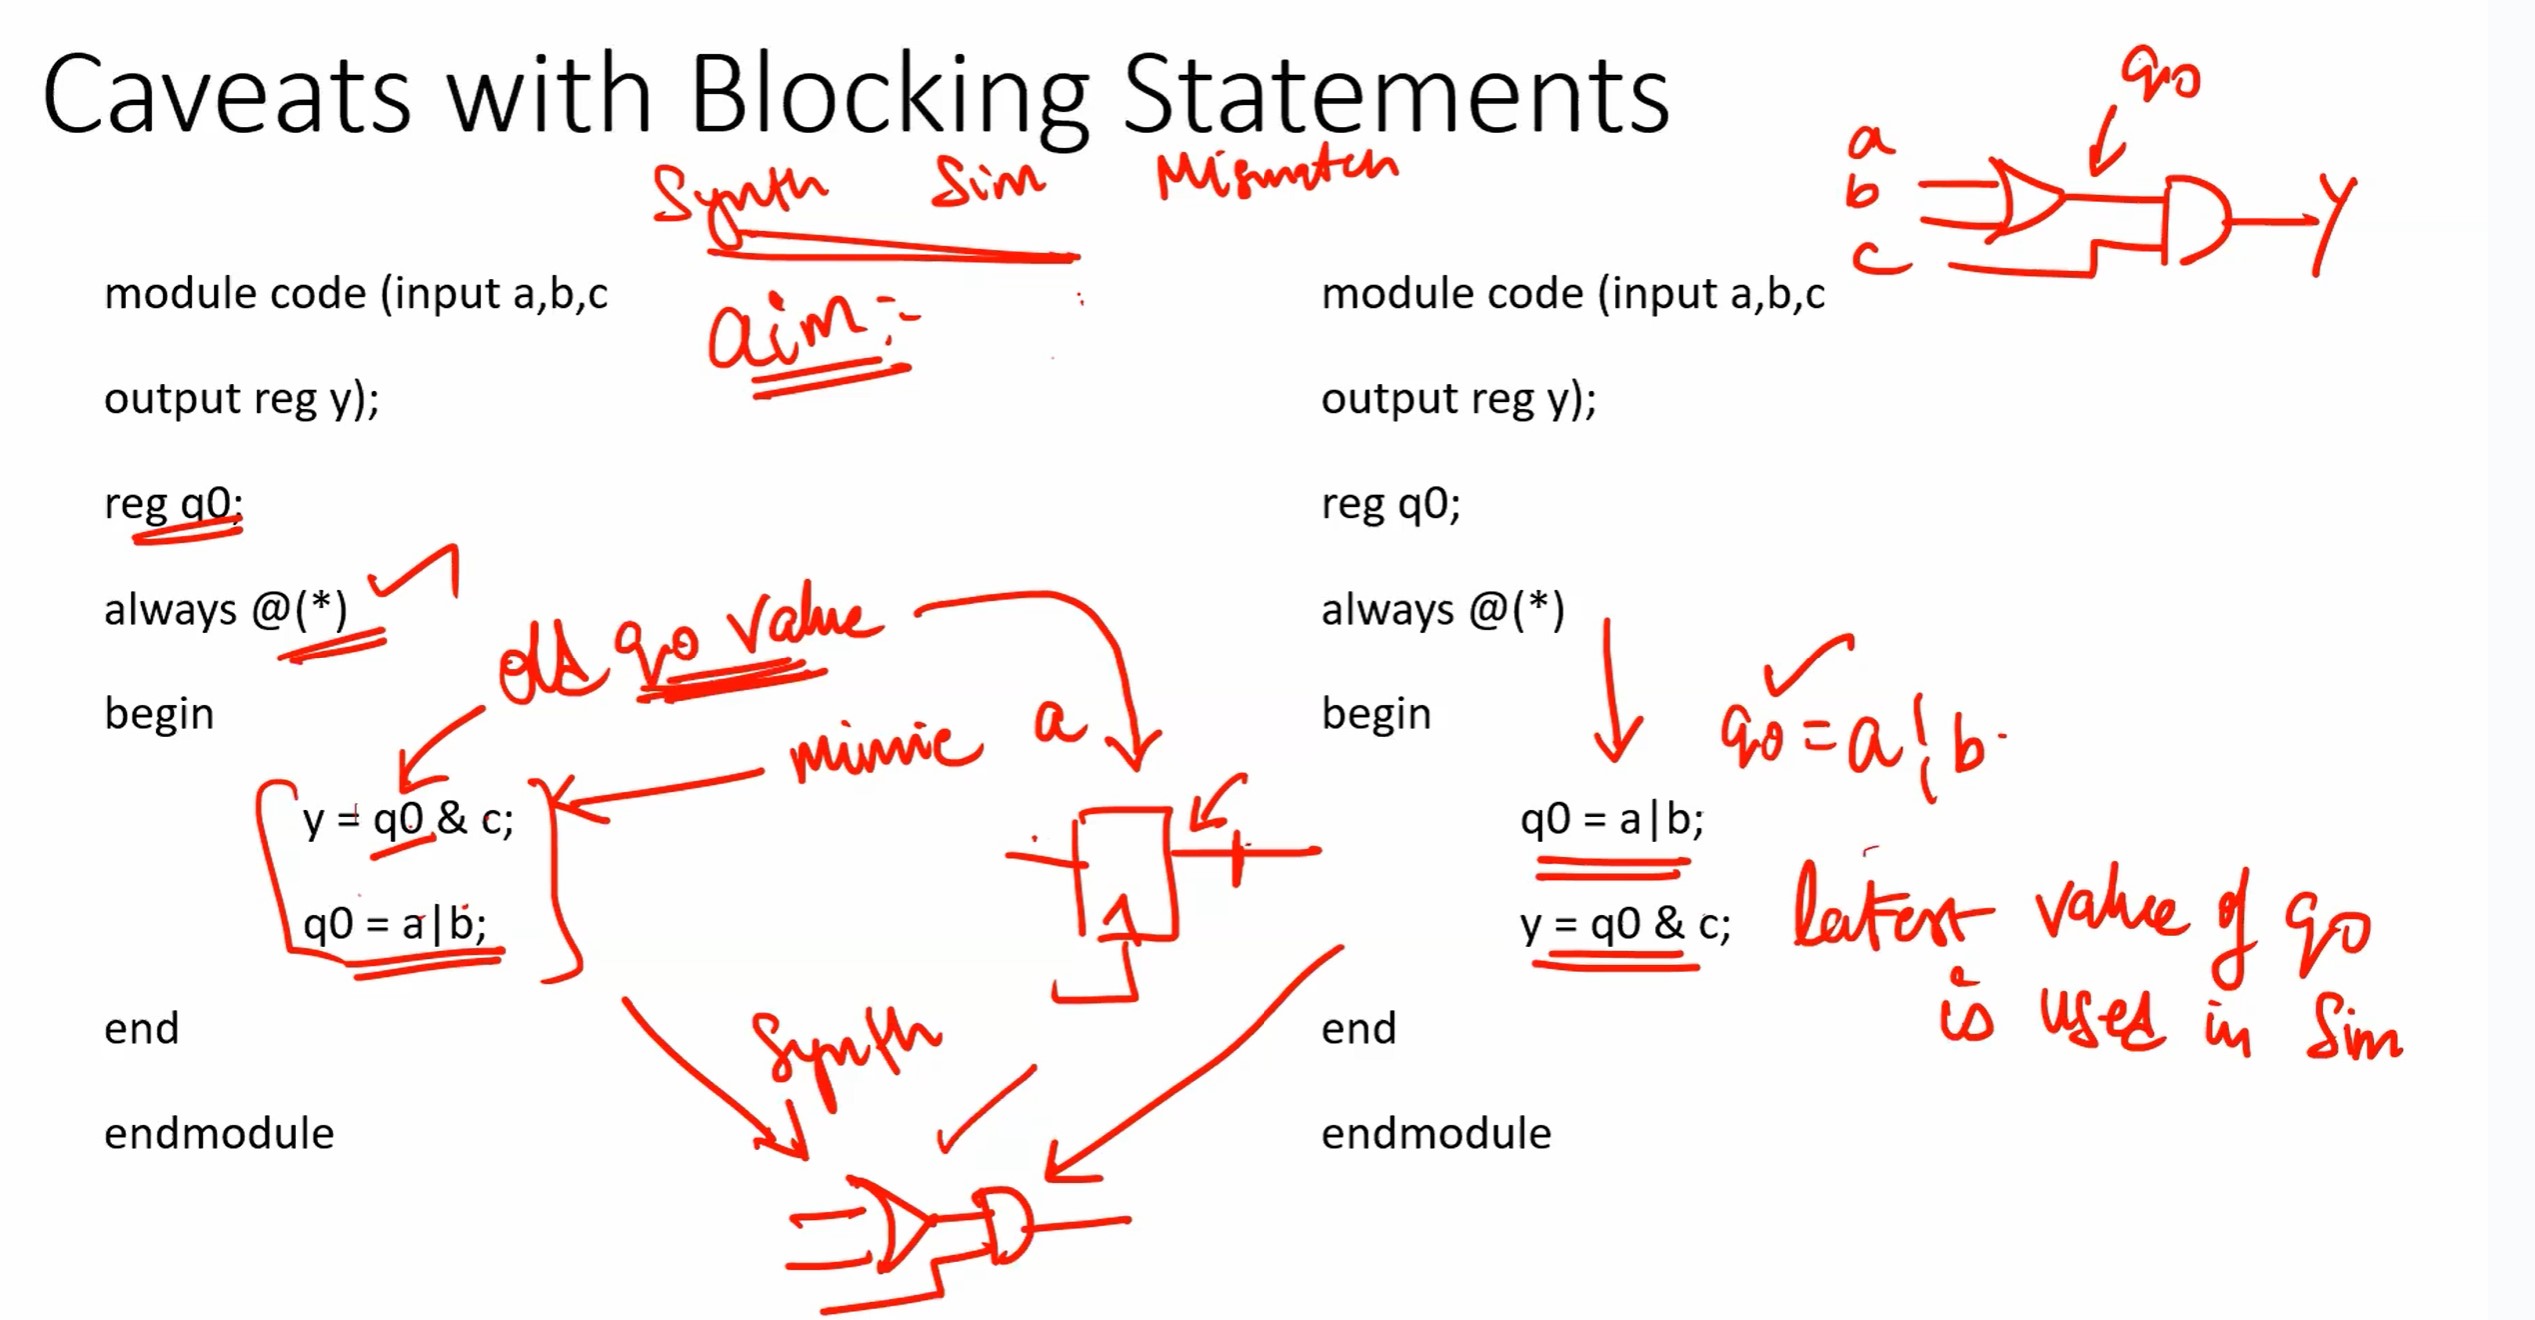 Caveats with Blocking Statements
Synth Sim Mismatch
aim:-
q0
a
b
c
y
module code (input a,b,c
output reg y);
reg q0;
always @(*)
begin
y = q0 & c;
q0 = a|b;
end
endmodule
old q0 value
mimic a
Synth
module code (input a,b,c
output reg y);
reg q0;
always @(*)
begin
q0 = a|b;
y = q0 & c;
end
endmodule
q0 = a|b.
latest value of q0
is used in Sim